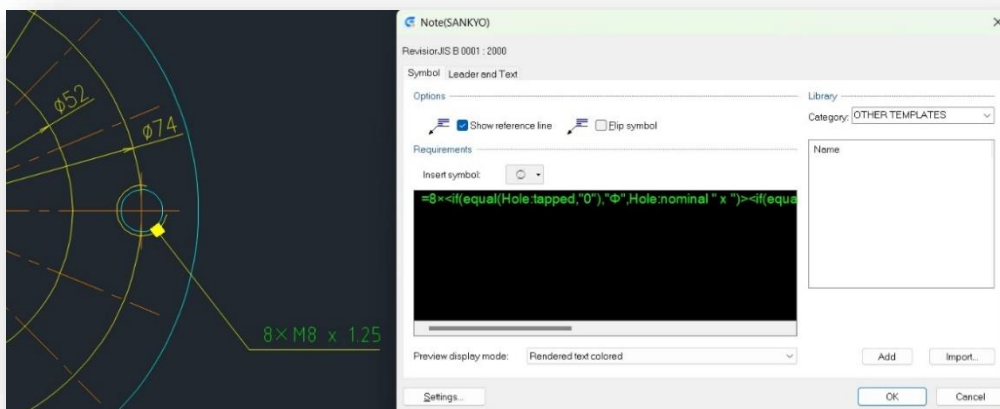 ϕ52
ϕ74
8×M8 x 1.25
Note(SANKYO)
RevisiorJIS B 0001 : 2000
Symbol
Leader and Text
Options
Show reference line
Flip symbol
Requirements
Insert symbol:
=8×<if(equal(Hole:tapped,"0"),"Φ",Hole:nominal " x ")><if(equa
Preview display mode:
Rendered text colored
Library
Category:
OTHER TEMPLATES
Name
Add
Import...
Settings...
OK
Cancel